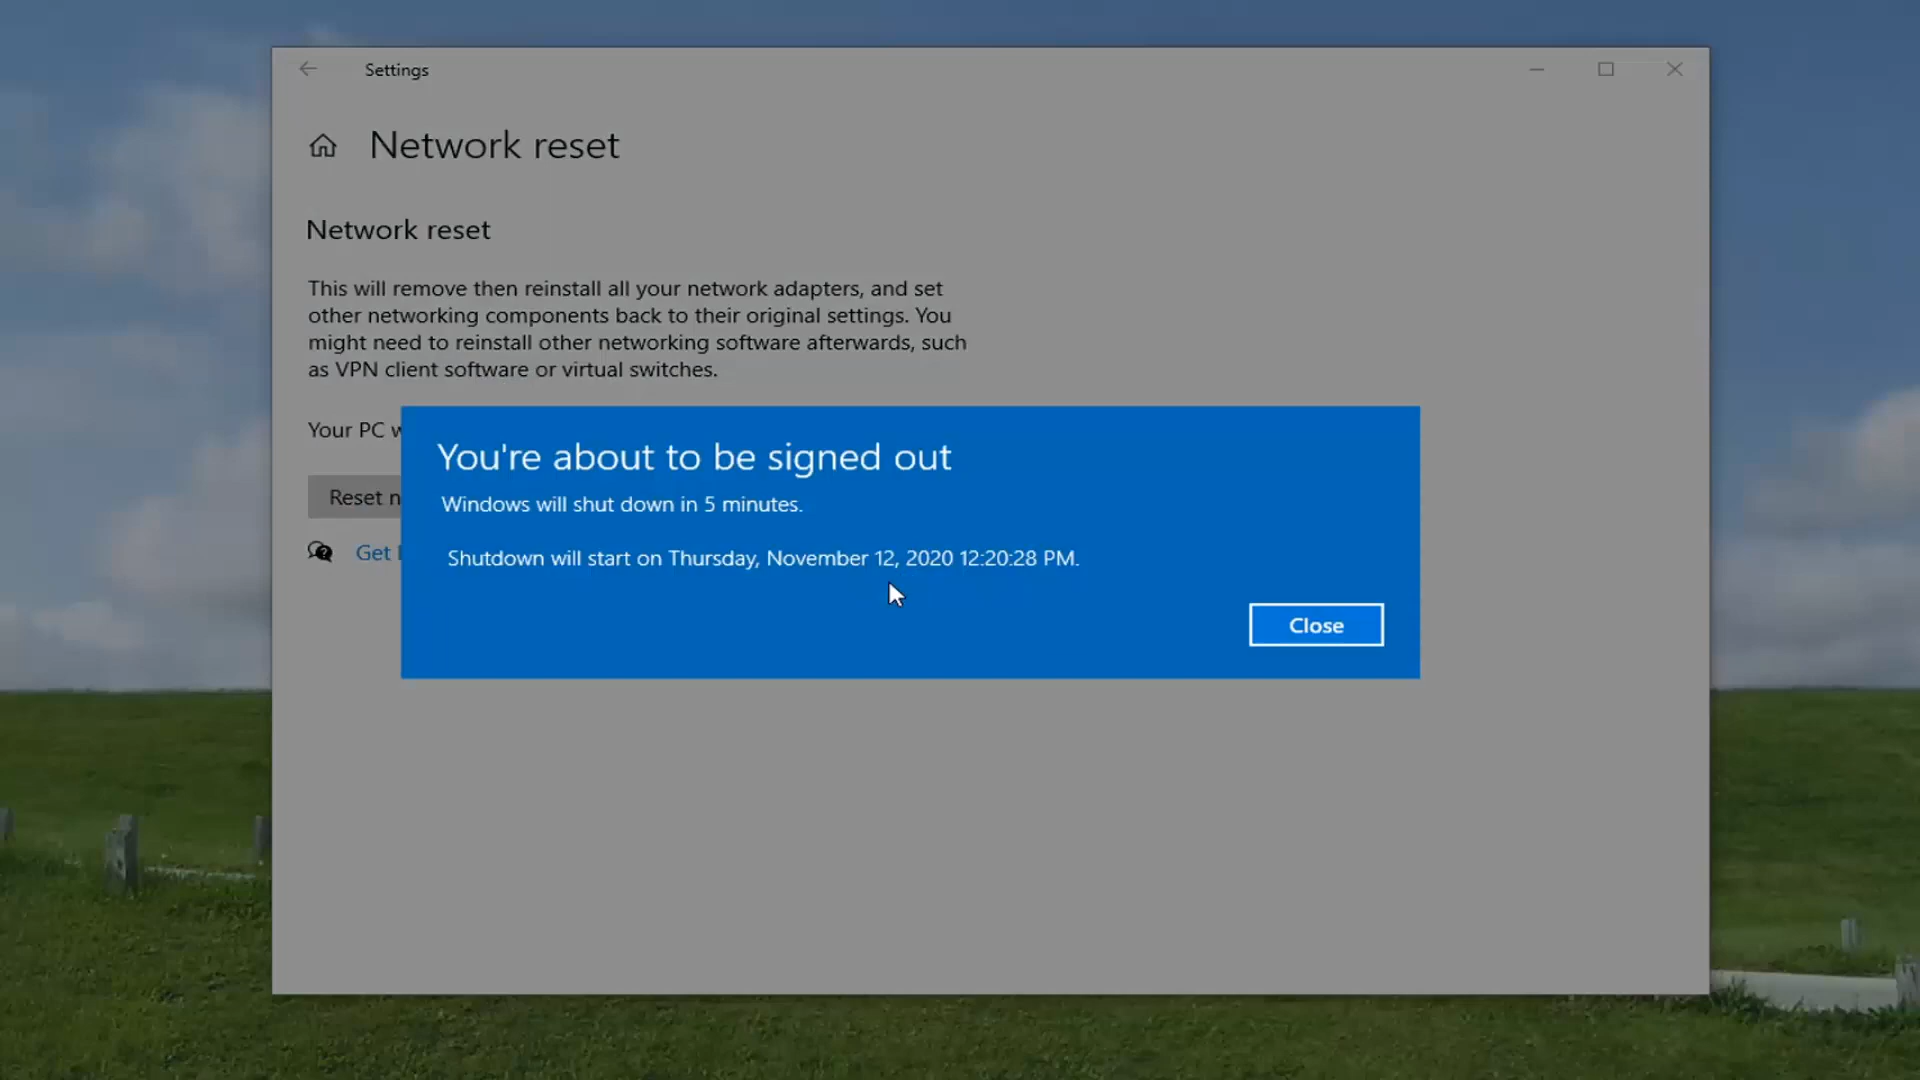 Settings
Network reset
Network reset
This will remove then reinstall all your network adapters, and set
other networking components back to their original settings. You
might need to reinstall other networking software afterwards, such
as VPN client software or virtual switches.
Your PC w
You're about to be signed out
Windows will shut down in 5 minutes.
Reset n
Get
Shutdown will start on Thursday, November 12, 2020 12:20:28 PM.
Close